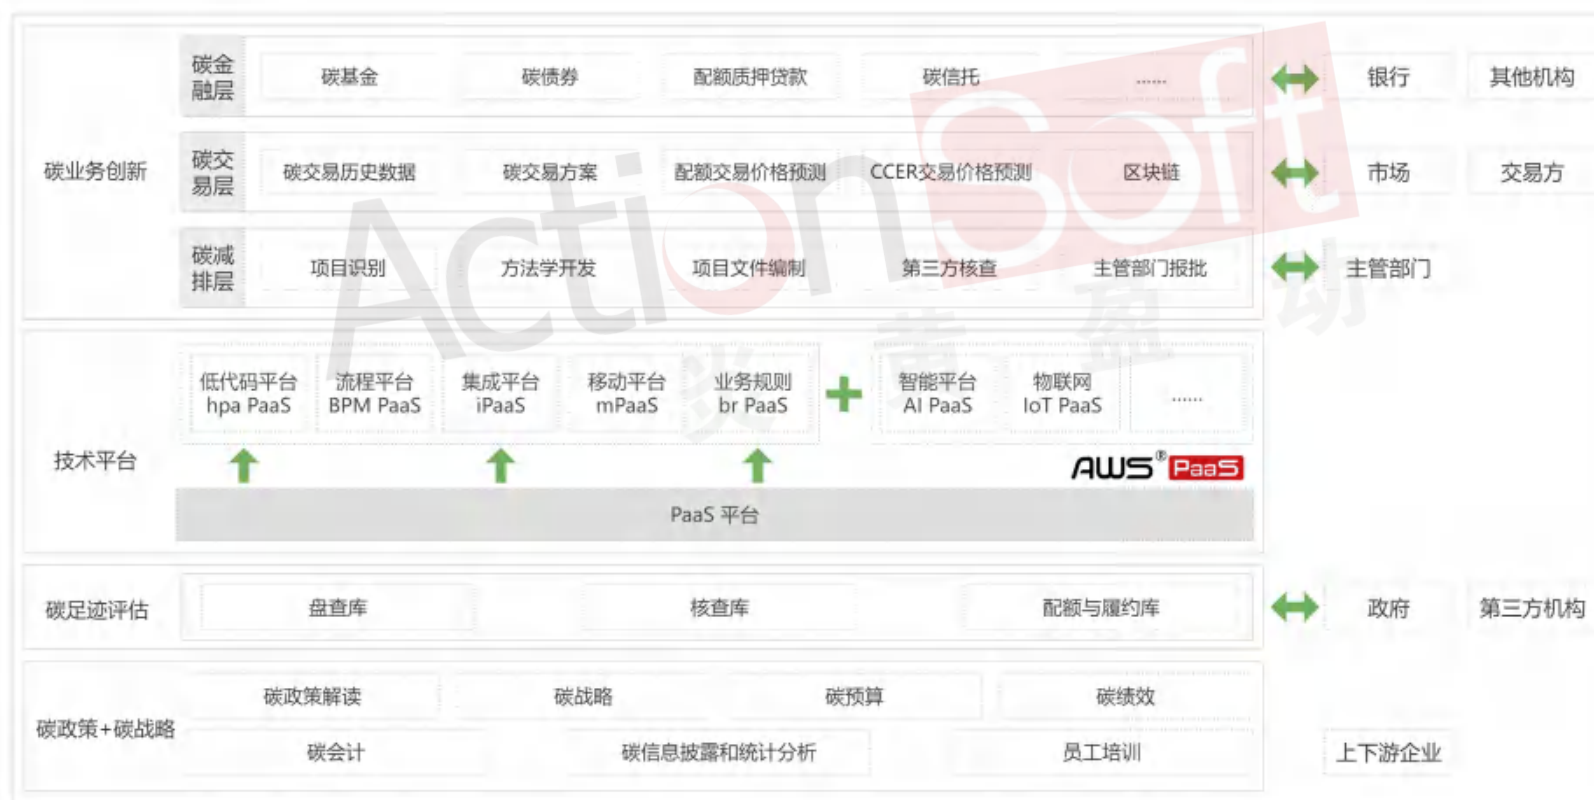 碳业务创新
碳金
融层
碳基金
碳债券
配额质押贷款
碳信托
......
银行
其他机构
碳交
易层
碳交易历史数据
碳交易方案
配额交易价格预测
CCER交易价格预测
区块链
市场
交易方
碳减
排层
项目识别
方法学开发
项目文件编制
第三方核查
主管部门报批
主管部门
ActionSoft
炎黄盈动
技术平台
低代码平台
hpa PaaS
流程平台
BPM PaaS
集成平台
iPaaS
移动平台
mPaaS
业务规则
br PaaS
智能平台
AI PaaS
物联网
IoT PaaS
......
AWS® PaaS
PaaS 平台
碳足迹评估
盘查库
核查库
配额与履约库
政府
第三方机构
碳政策+碳战略
碳政策解读
碳战略
碳预算
碳绩效
碳会计
碳信息披露和统计分析
员工培训
上下游企业